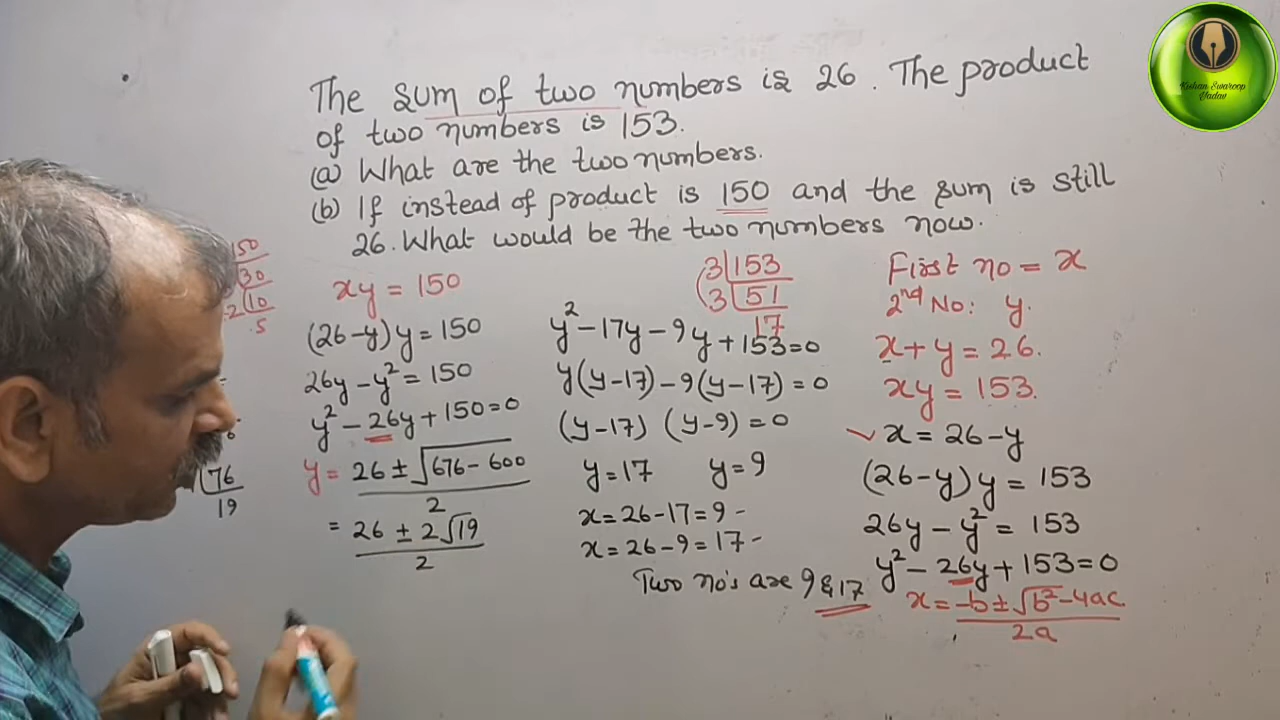 The sum of two numbers is 26. The product
of two numbers is 153.
(a) What are the two numbers.
(b) If instead of product is 150 and the sum is still
26. What would be the two numbers now.
150
30
2 10
5
76
19
xy = 150
(26-y)y = 150
26y - y² = 150
y² - 26y + 150 = 0
y = 26 ± √676 - 600
2
= 26 ± 2√19
2
3 153
3 51
17
y² - 17y - 9y + 153 = 0
y(y-17) - 9(y-17) = 0
(y-17) (y-9) = 0
y = 17 y = 9
x = 26 - 17 = 9 -
x = 26 - 9 = 17 -
Two no's are 9 & 17
First no = x
2nd No: y.
x + y = 26.
xy = 153.
✓ x = 26 - y
(26-y)y = 153
26y - y² = 153
y² - 26y + 153 = 0
x = -b ± √b² - 4ac
2a
Kishan Swaroop
Yadav